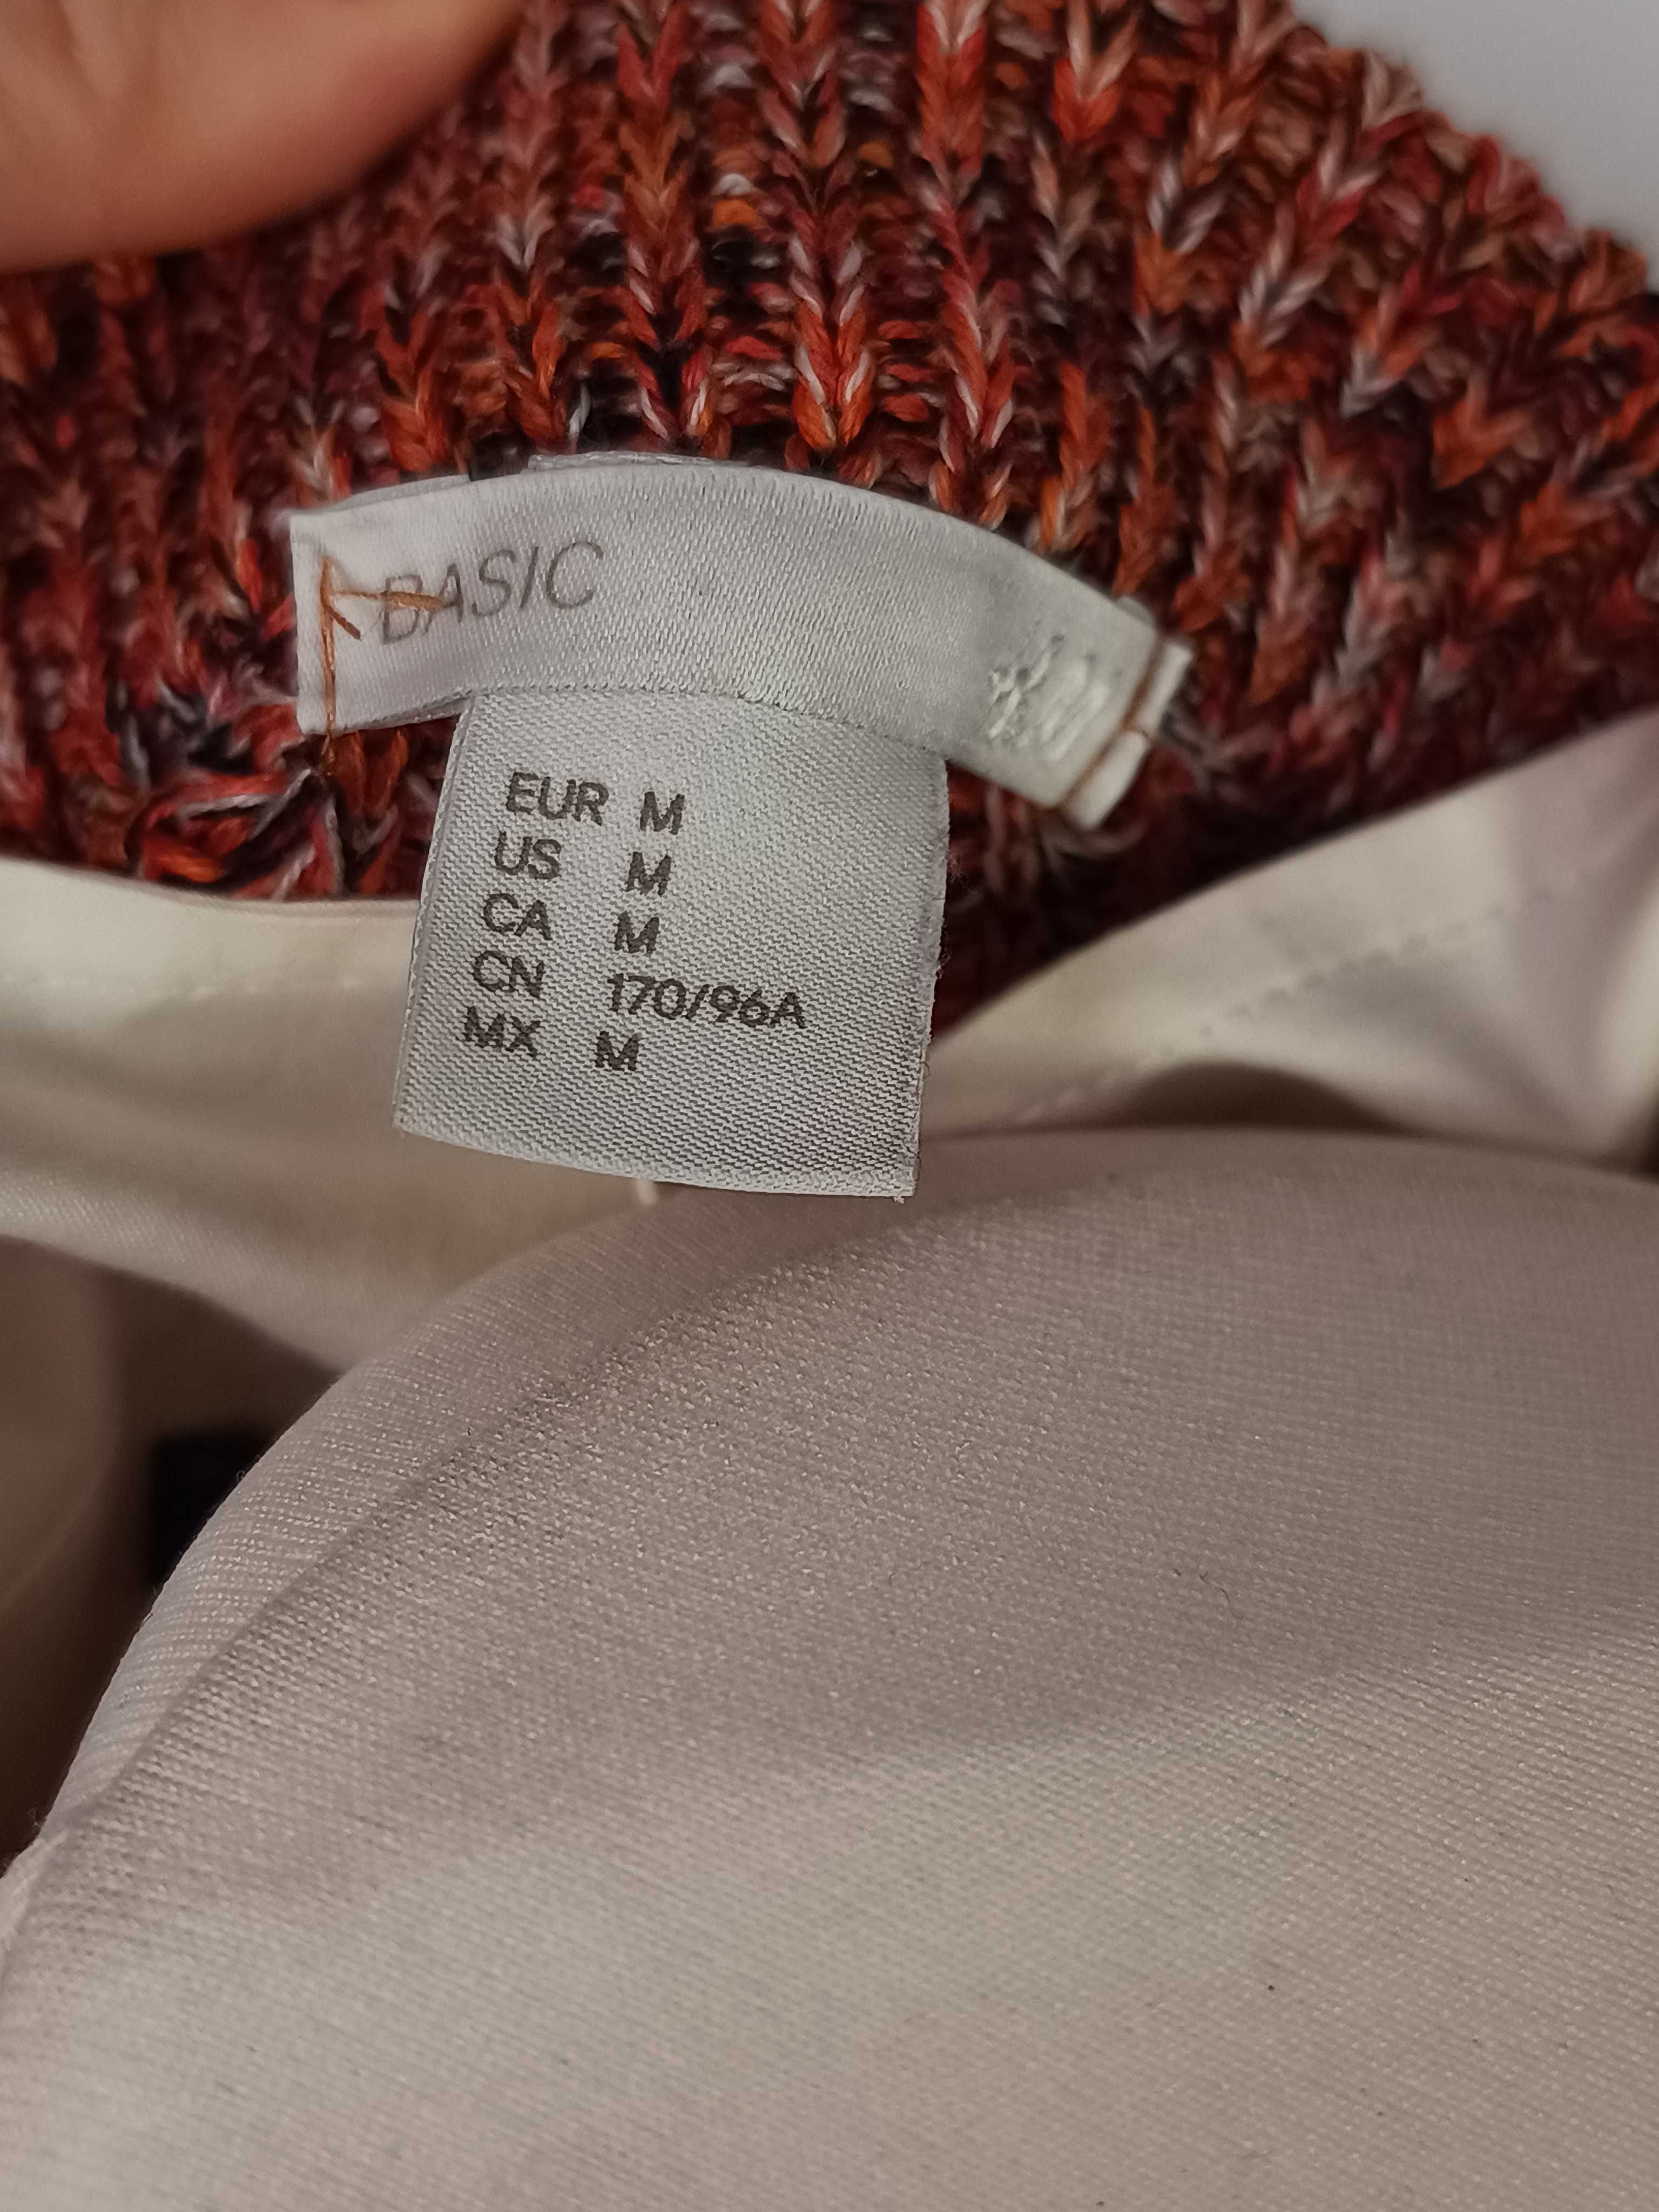 BASIC
EUR M
US M
CA M
CN 170/96A
MX M